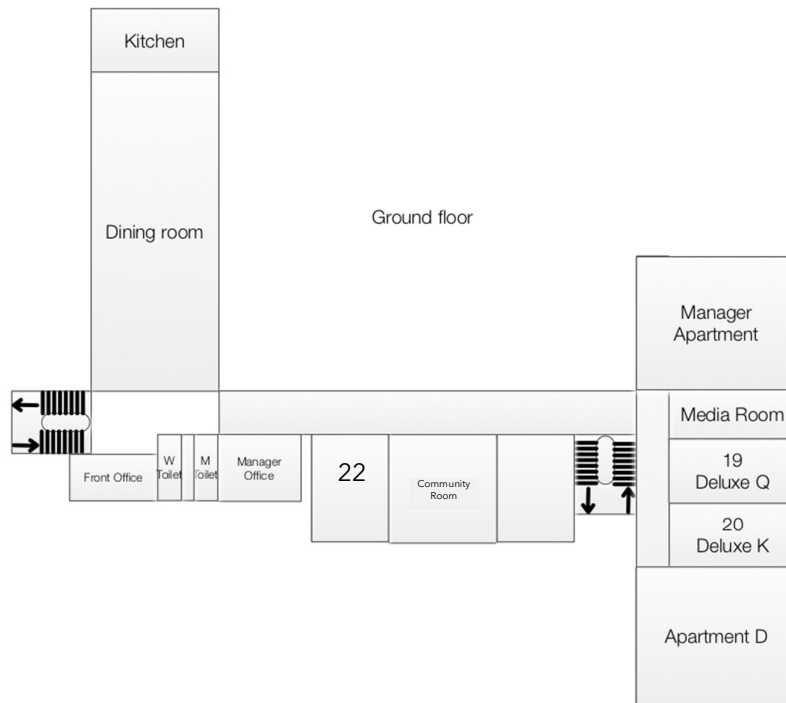 Kitchen
Dining room
Ground floor
Manager
Apartment
Media Room
19
Deluxe Q
20
Deluxe K
Apartment D
Front Office
W
Toilet
M
Toilet
Manager
Office
22
Community
Room